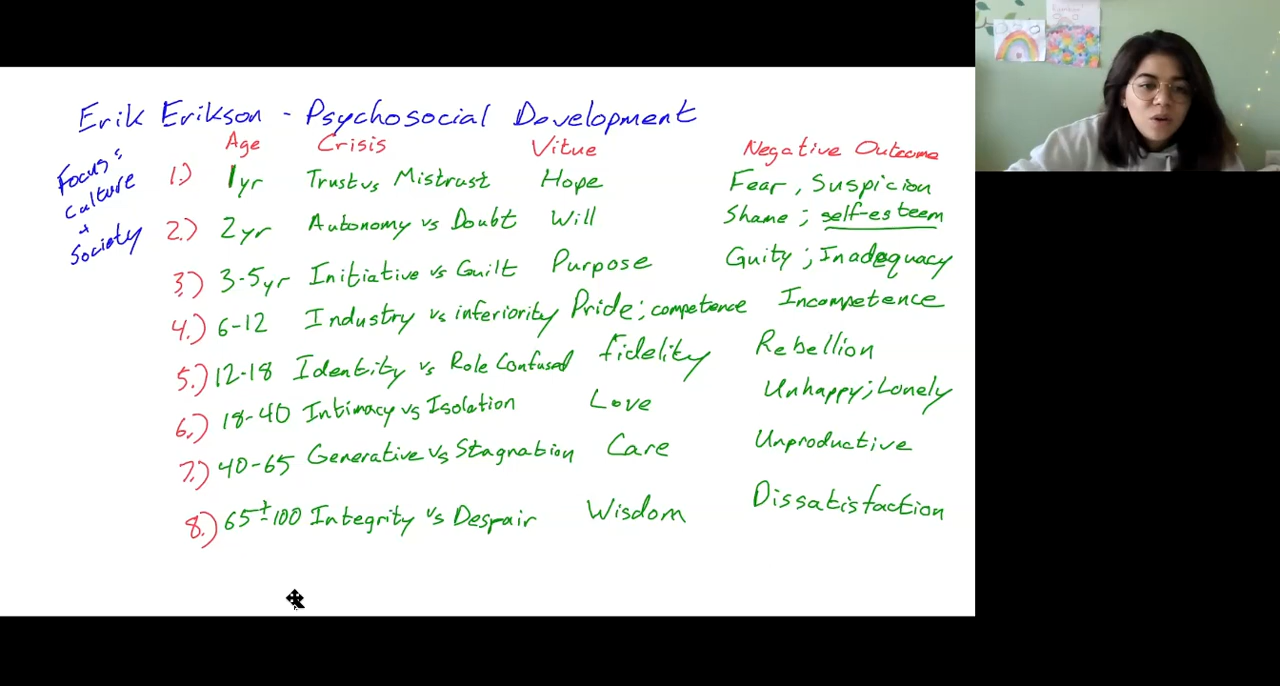 Erik Erikson - Psychosocial Development
Focus:
Culture
+
Society
Age Crisis Vitue Negative Outcome
1.) 1yr Trust vs Mistrust Hope Fear, Suspicion
2.) 2yr Autonomy vs Doubt Will Shame; self-esteem
3.) 3-5yr Initiative vs Guilt Purpose Guity; Inadequacy
4.) 6-12 Industry vs inferiority Pride; competence Incompetence
5.) 12-18 Identity vs Role Confused fidelity Rebellion
6.) 18-40 Intimacy vs Isolation Love Unhappy; Lonely
7.) 40-65 Generative vs Stagnation Care Unproductive
8.) 65+-100 Integrity vs Despair Wisdom Dissatisfaction